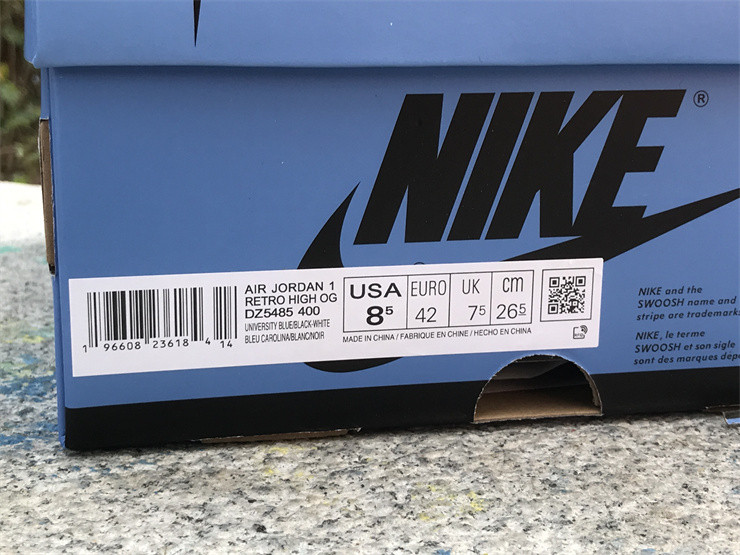 NIKE®
AIR JORDAN 1
RETRO HIGH OG
DZ5485 400
UNIVERSITY BLUE/BLACK-WHITE
BLEU CAROLINA/BLANC/NOIR
1 96608 23618 4 14
USA EURO UK cm
8⁵ 42 7⁵ 26⁵
MADE IN CHINA / FABRIQUE EN CHINE / HECHO EN CHINA
NIKE and the
SWOOSH name and
stripe are trademarks
NIKE, le terme
SWOOSH et son sigle
sont des marques